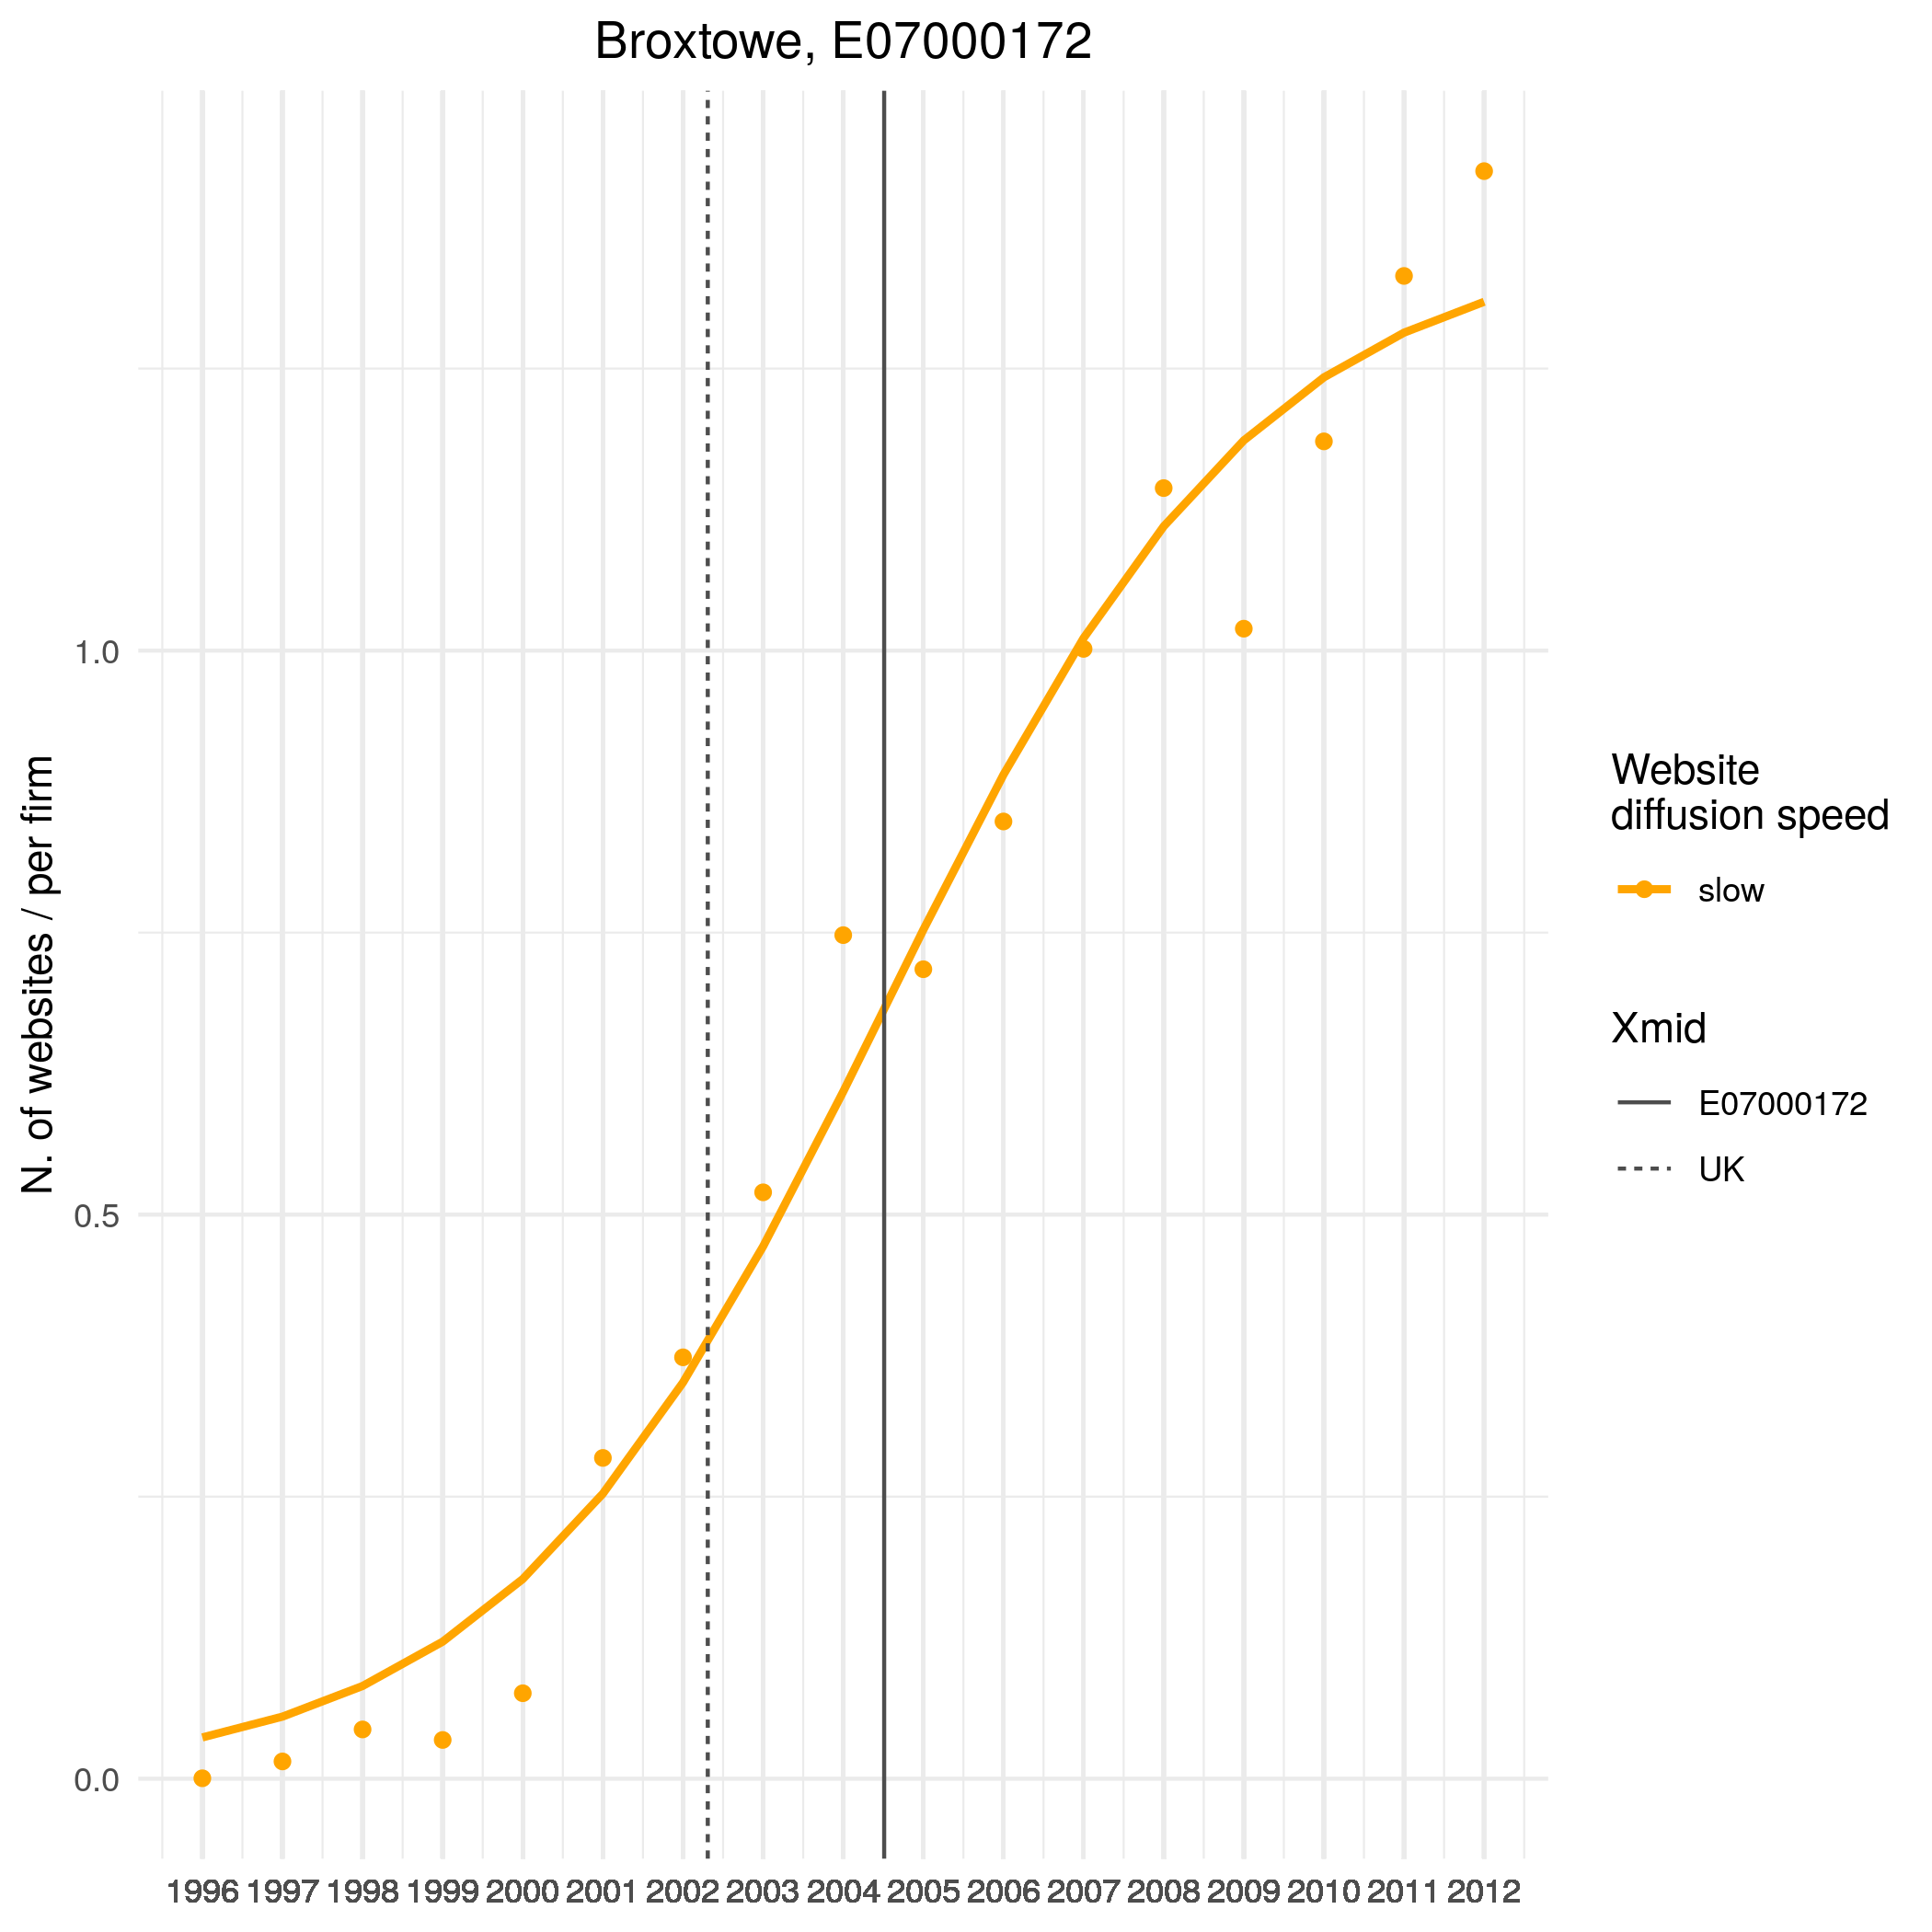 Broxtowe, E07000172
N. of websites / per firm
1.0
0.5
0.0
1996 1997 1998 1999 2000 2001 2002 2003 2004 2005 2006 2007 2008 2009 2010 2011 2012
Website
diffusion speed
slow
Xmid
E07000172
UK